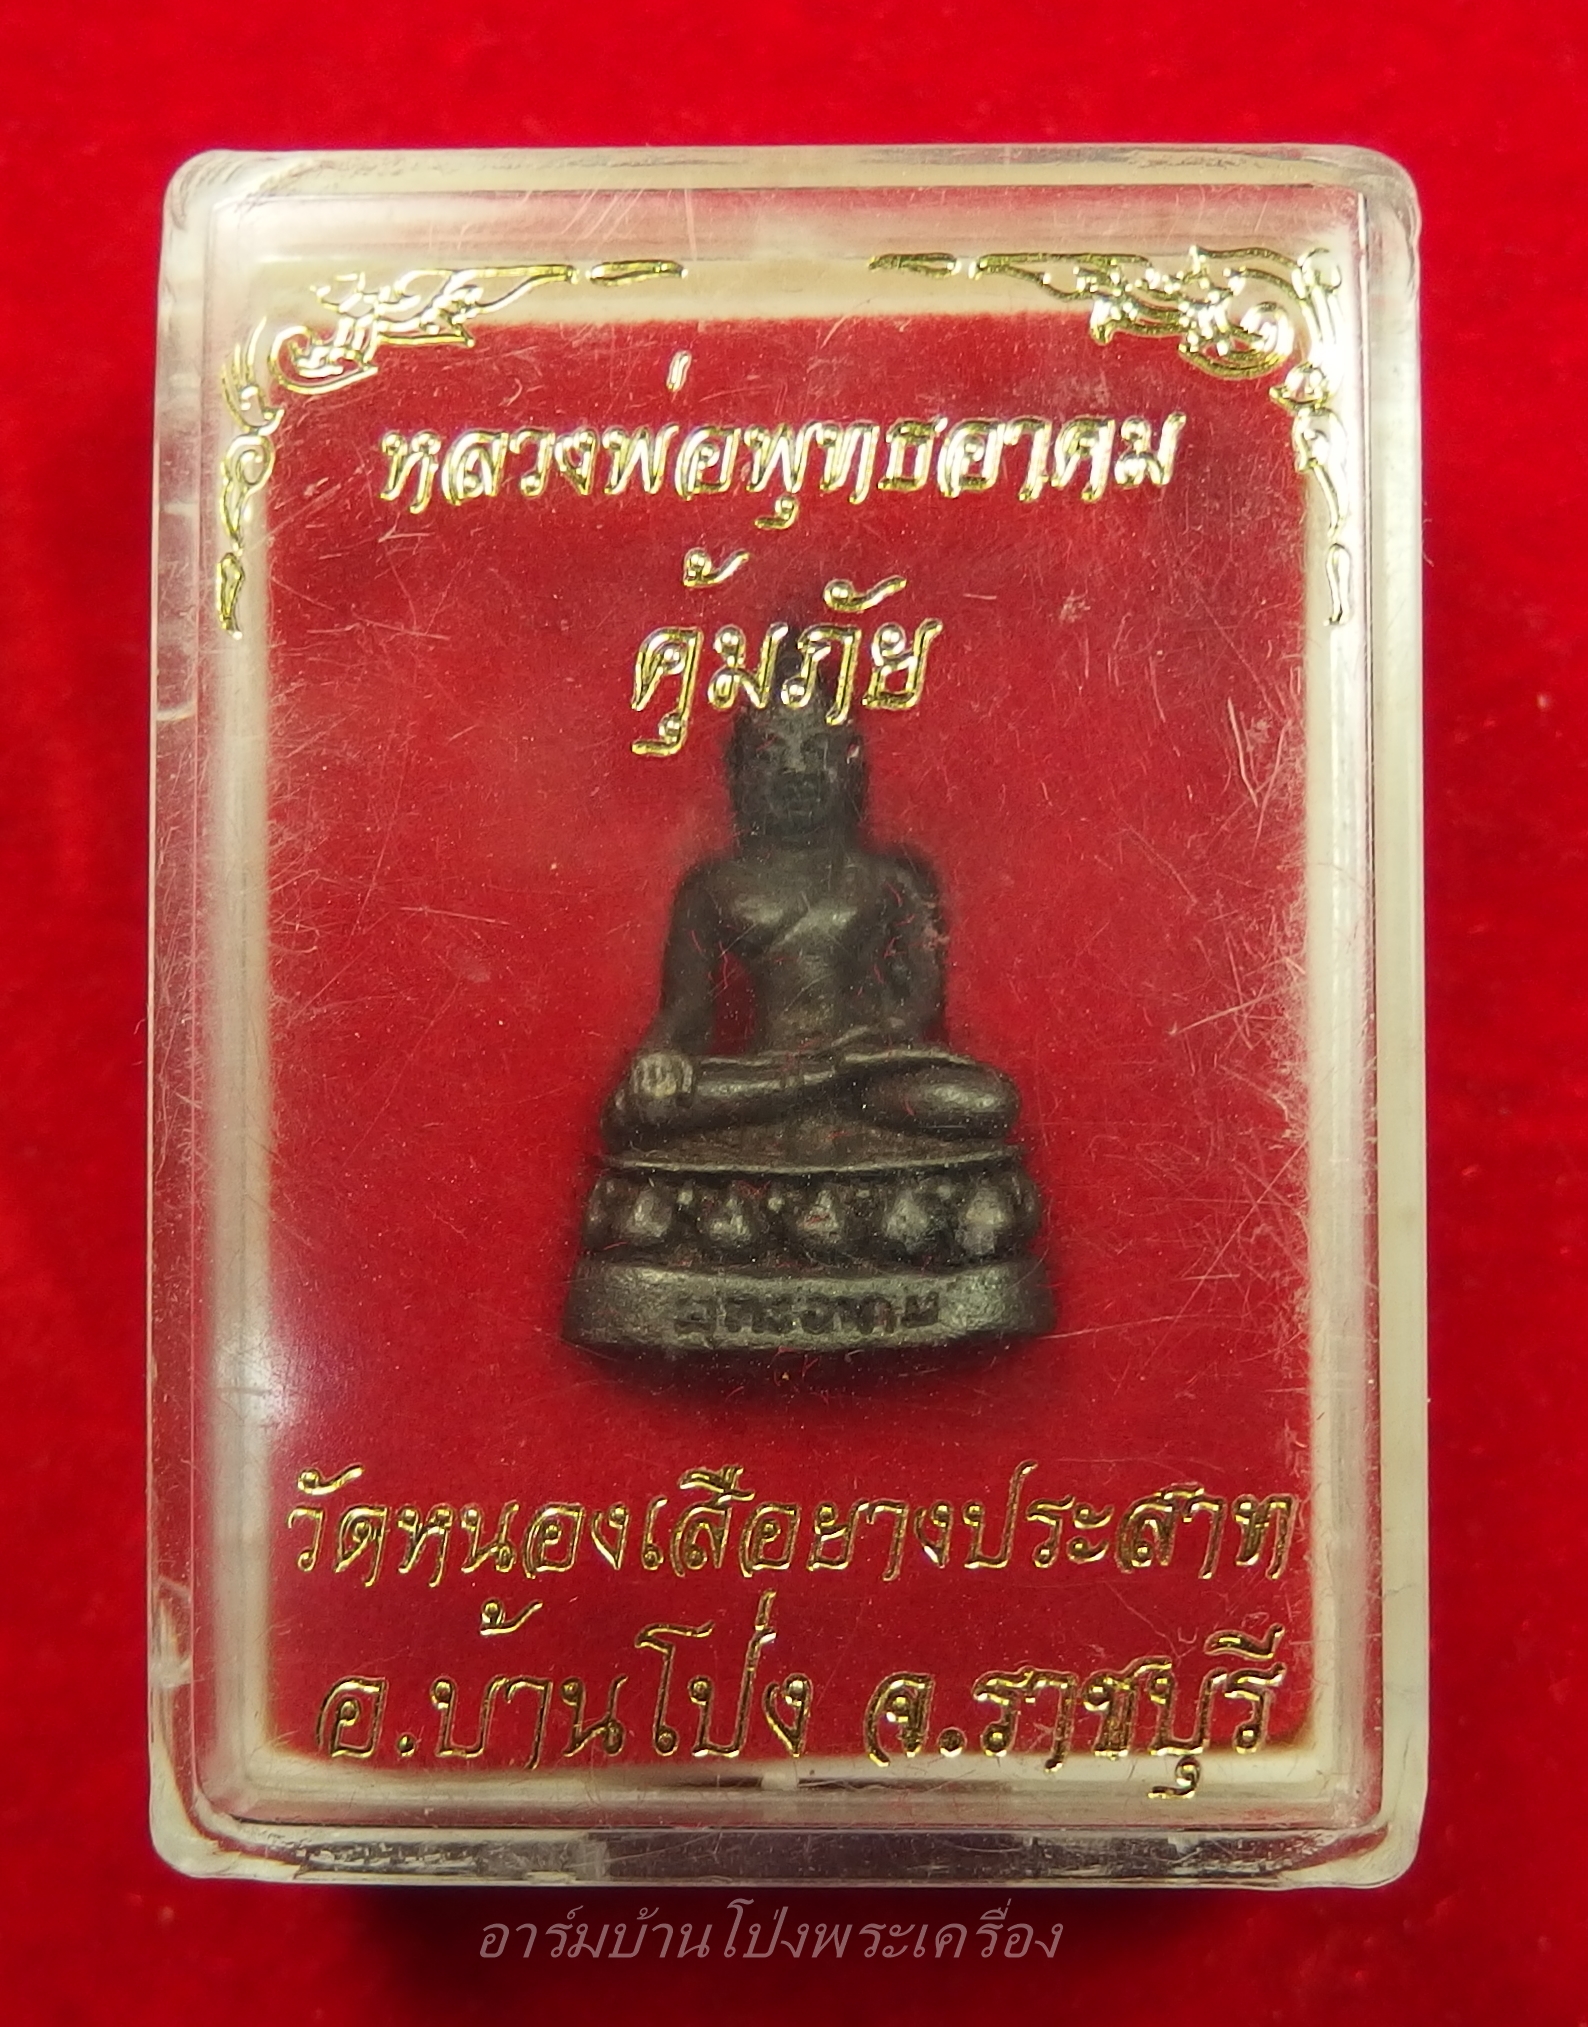 หลวงพ่อพุทธอาคม
คุ้มภัย
พุทธอาคม
วัดหนองเสือยางประสาท
อ.บ้านโป่ง จ.ราชบุรี
อาร์มบ้านโป่งพระเครื่อง